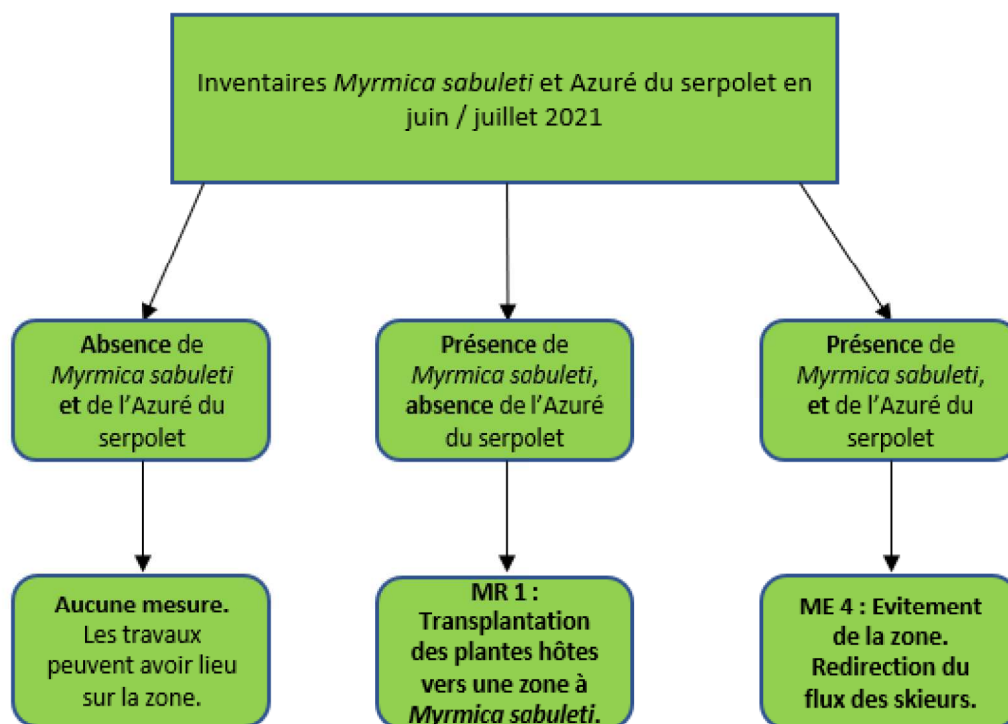 Inventaires Myrmica sabuleti et Azuré du serpolet en
juin / juillet 2021
Absence de
Myrmica sabuleti
et de l'Azuré du
serpolet
Présence de
Myrmica sabuleti,
absence de l'Azuré
du serpolet
Présence de
Myrmica sabuleti,
et de l'Azuré du
serpolet
Aucune mesure.
Les travaux
peuvent avoir lieu
sur la zone.
MR 1 :
Transplantation
des plantes hôtes
vers une zone à
Myrmica sabuleti.
ME 4 : Evitement
de la zone.
Redirection du
flux des skieurs.